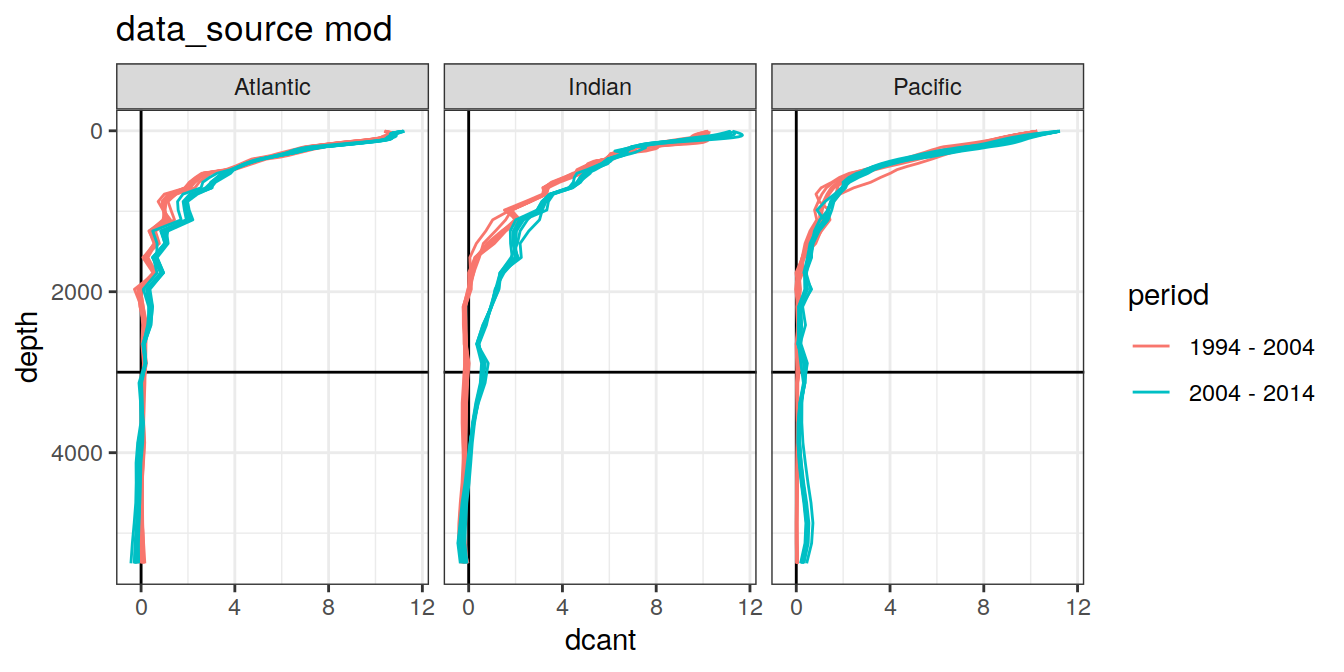 data_source mod
Atlantic Indian Pacific
0
2000
4000
depth
0 4 8 12 0 4 8 12 0 4 8 12
dcant
period
1994 - 2004
2004 - 2014